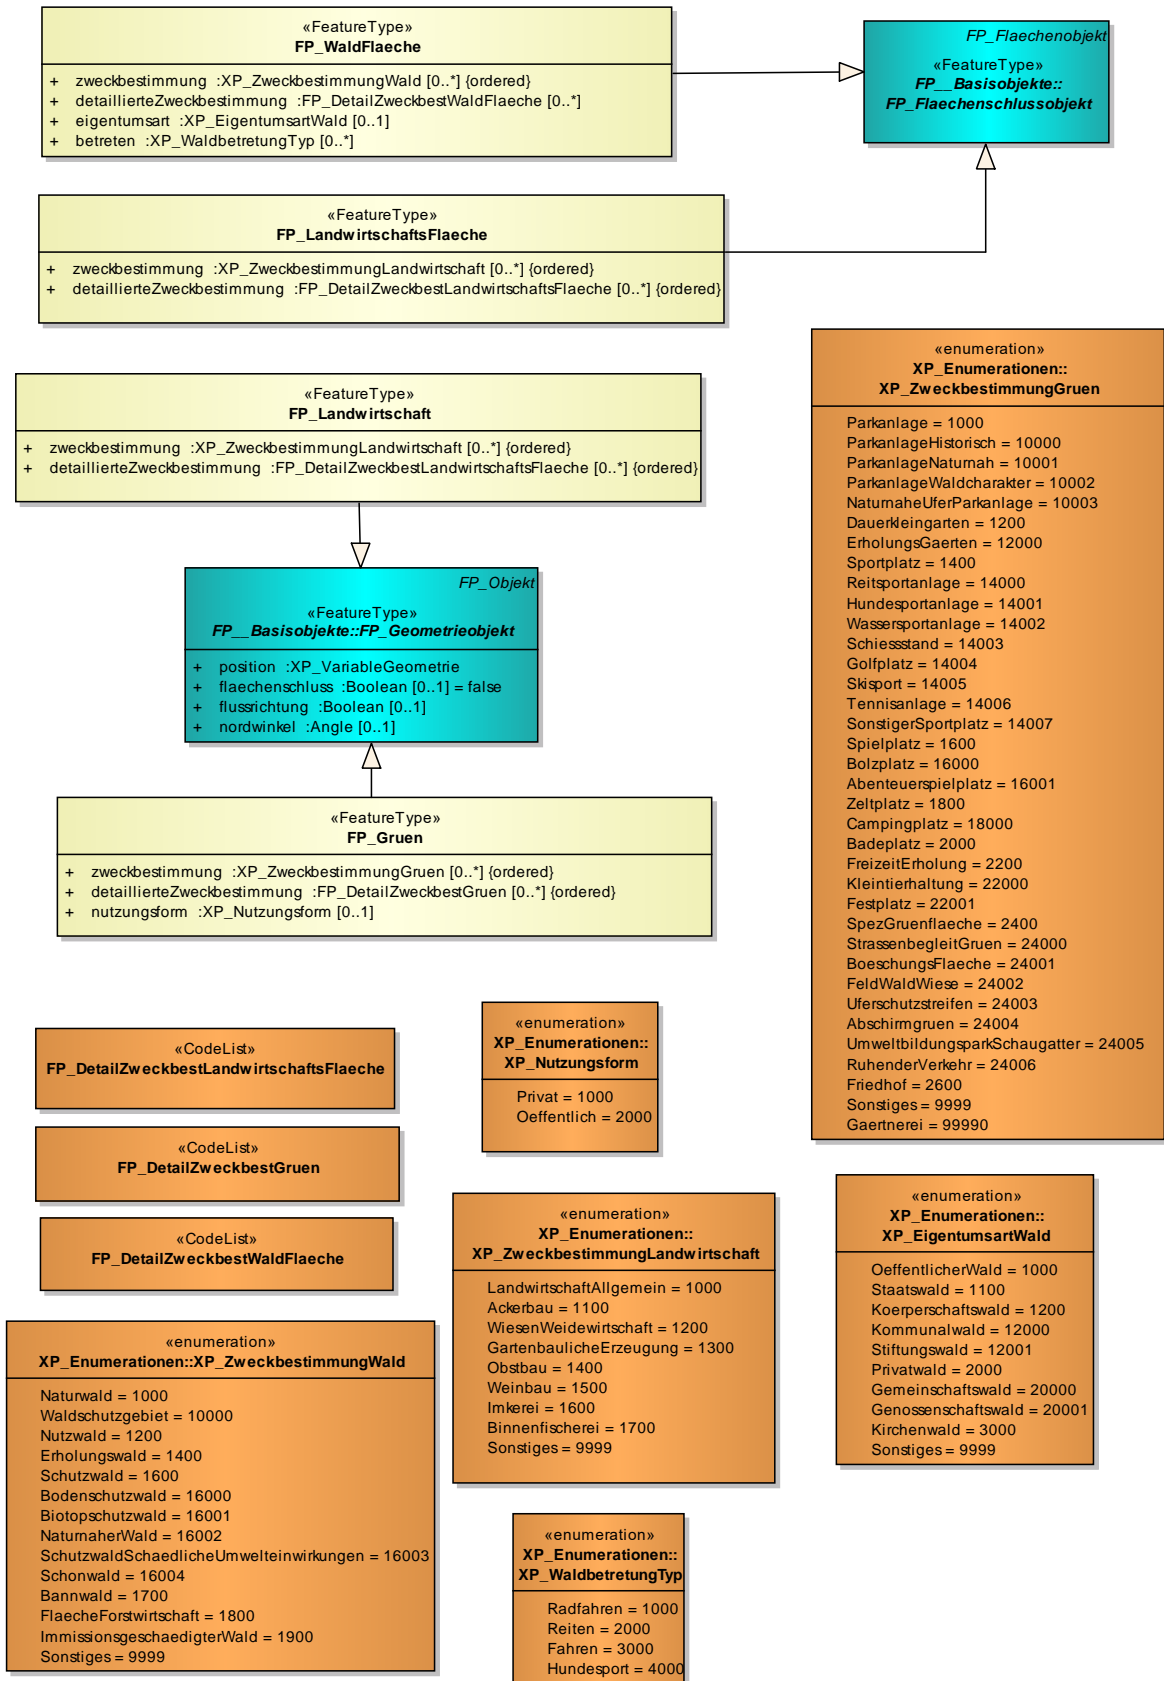 «FeatureType»
FP_WaldFlaeche
+ zweckbestimmung :XP_ZweckbestimmungWald [0..*] {ordered}
+ detaillierteZweckbestimmung :FP_DetailZweckbestWaldFlaeche [0..*]
+ eigentumsart :XP_EigentumsartWald [0..1]
+ betreten :XP_WaldbetretungTyp [0..*]
FP_Flaechenobjekt
«FeatureType»
FP__Basisobjekte::
FP_Flaechenschlussobjekt
«FeatureType»
FP_LandwirtschaftsFlaeche
+ zweckbestimmung :XP_ZweckbestimmungLandwirtschaft [0..*] {ordered}
+ detaillierteZweckbestimmung :FP_DetailZweckbestLandwirtschaftsFlaeche [0..*] {ordered}
«FeatureType»
FP_Landwirtschaft
+ zweckbestimmung :XP_ZweckbestimmungLandwirtschaft [0..*] {ordered}
+ detaillierteZweckbestimmung :FP_DetailZweckbestLandwirtschaftsFlaeche [0..*] {ordered}
FP_Objekt
«FeatureType»
FP__Basisobjekte::FP_Geometrieobjekt
+ position :XP_VariableGeometrie
+ flaechenschluss :Boolean [0..1] = false
+ flussrichtung :Boolean [0..1]
+ nordwinkel :Angle [0..1]
«FeatureType»
FP_Gruen
+ zweckbestimmung :XP_ZweckbestimmungGruen [0..*] {ordered}
+ detaillierteZweckbestimmung :FP_DetailZweckbestGruen [0..*] {ordered}
+ nutzungsform :XP_Nutzungsform [0..1]
«enumeration»
XP_Enumerationen::
XP_ZweckbestimmungGruen
Parkanlage = 1000
ParkanlageHistorisch = 10000
ParkanlageNaturnah = 10001
ParkanlageWaldcharakter = 10002
NaturnaheUferParkanlage = 10003
Dauerkleingarten = 1200
ErholungsGaerten = 12000
Sportplatz = 1400
Reitsportanlage = 14000
Hundesportanlage = 14001
Wassersportanlage = 14002
Schiessstand = 14003
Golfplatz = 14004
Skisport = 14005
Tennisanlage = 14006
SonstigerSportplatz = 14007
Spielplatz = 1600
Bolzplatz = 16000
Abenteuerspielplatz = 16001
Zeltplatz = 1800
Campingplatz = 18000
Badeplatz = 2000
FreizeitErholung = 2200
Kleintierhaltung = 22000
Festplatz = 22001
SpezGruenflaeche = 2400
StrassenbegleitGruen = 24000
BoeschungsFlaeche = 24001
FeldWaldWiese = 24002
Uferschutzstreifen = 24003
Abschirmgruen = 24004
UmweltbildungsparkSchaugatter = 24005
RuhenderVerkehr = 24006
Friedhof = 2600
Sonstiges = 9999
Gaertnerei = 99990
«CodeList»
FP_DetailZweckbestLandwirtschaftsFlaeche
«CodeList»
FP_DetailZweckbestGruen
«CodeList»
FP_DetailZweckbestWaldFlaeche
«enumeration»
XP_Enumerationen::
XP_Nutzungsform
Privat = 1000
Oeffentlich = 2000
«enumeration»
XP_Enumerationen::
XP_ZweckbestimmungLandwirtschaft
LandwirtschaftAllgemein = 1000
Ackerbau = 1100
WiesenWeidewirtschaft = 1200
GartenbaulicheErzeugung = 1300
Obstbau = 1400
Weinbau = 1500
Imkerei = 1600
Binnenfischerei = 1700
Sonstiges = 9999
«enumeration»
XP_Enumerationen::
XP_EigentumsartWald
OeffentlicherWald = 1000
Staatswald = 1100
Koerperschaftswald = 1200
Kommunalwald = 12000
Stiftungswald = 12001
Privatwald = 2000
Gemeinschaftswald = 20000
Genossenschaftswald = 20001
Kirchenwald = 3000
Sonstiges = 9999
«enumeration»
XP_Enumerationen::XP_ZweckbestimmungWald
Naturwald = 1000
Waldschutzgebiet = 10000
Nutzwald = 1200
Erholungswald = 1400
Schutzwald = 1600
Bodenschutzwald = 16000
Biotopschutzwald = 16001
NaturnaherWald = 16002
SchutzwaldSchaedlicheUmwelteinwirkungen = 16003
Schonwald = 16004
Bannwald = 1700
FlaecheForstwirtschaft = 1800
ImmissionsgeschaedigterWald = 1900
Sonstiges = 9999
«enumeration»
XP_Enumerationen::
XP_WaldbetretungTyp
Radfahren = 1000
Reiten = 2000
Fahren = 3000
Hundesport = 4000